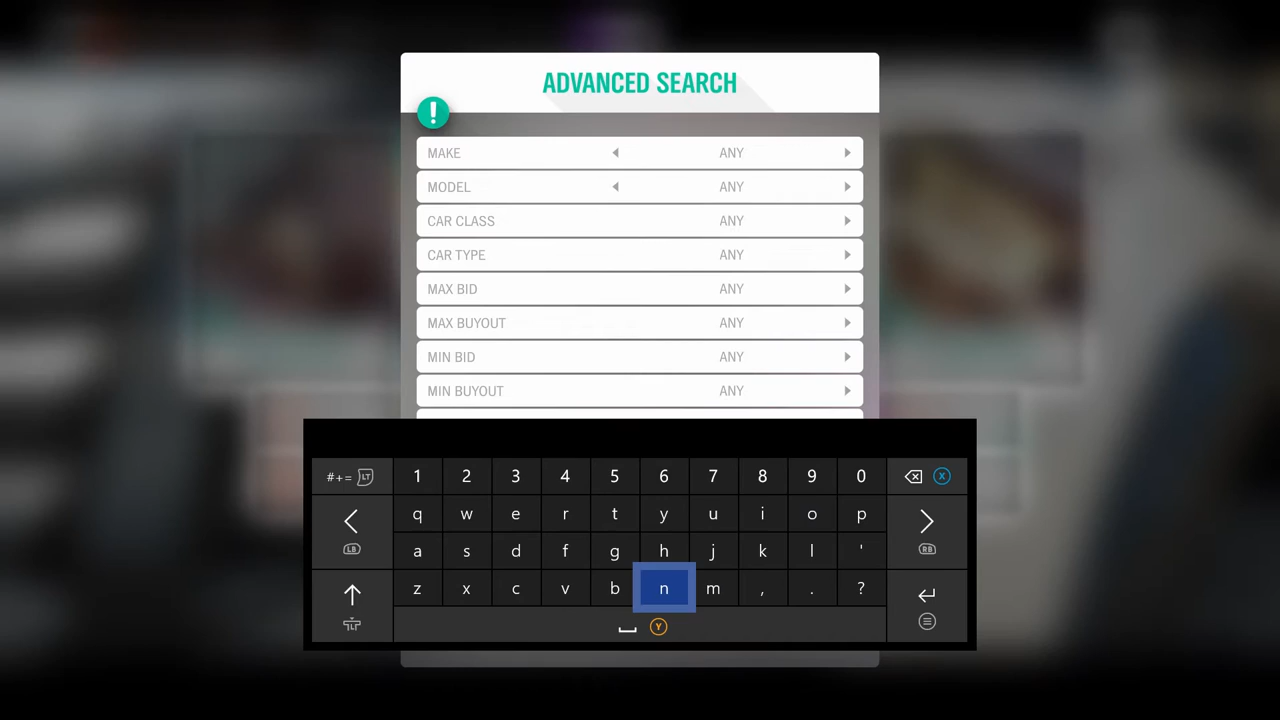 ADVANCED SEARCH
!
MAKE ANY
MODEL ANY
CAR CLASS ANY
CAR TYPE ANY
MAX BID ANY
MAX BUYOUT ANY
MIN BID ANY
MIN BUYOUT ANY
#+= LT 1 2 3 4 5 6 7 8 9 0 X
q w e r t y u i o p
LB a s d f g h j k l ' RB
z x c v b n m , . ?
LT Y